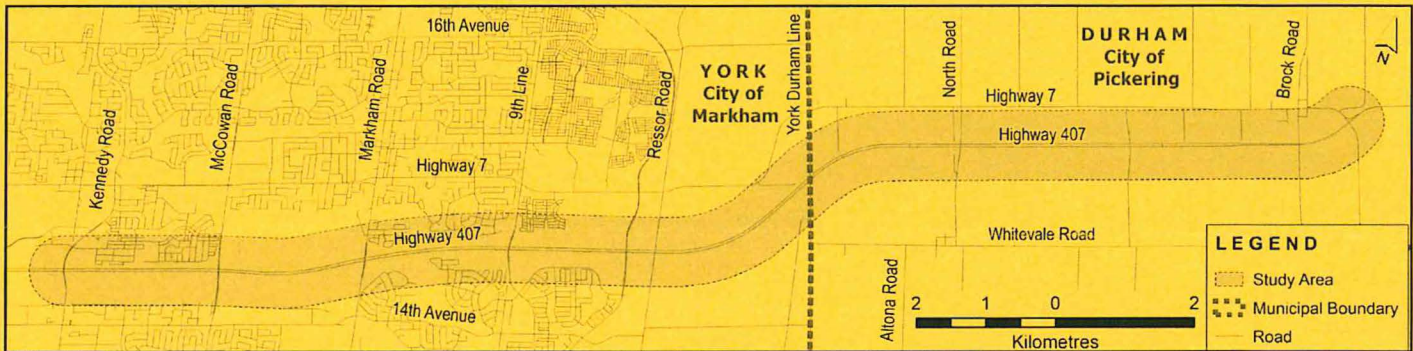 16th Avenue
Kennedy Road
McCowan Road
Markham Road
9th Line
Ressor Road
Highway 7
Highway 407
14th Avenue
YORK
City of
Markham
York Durham Line
North Road
DURHAM
City of
Pickering
Brock Road
Highway 7
Highway 407
Whitevale Road
Altona Road
2 1 0 2
Kilometres
N
LEGEND
Study Area
Municipal Boundary
Road